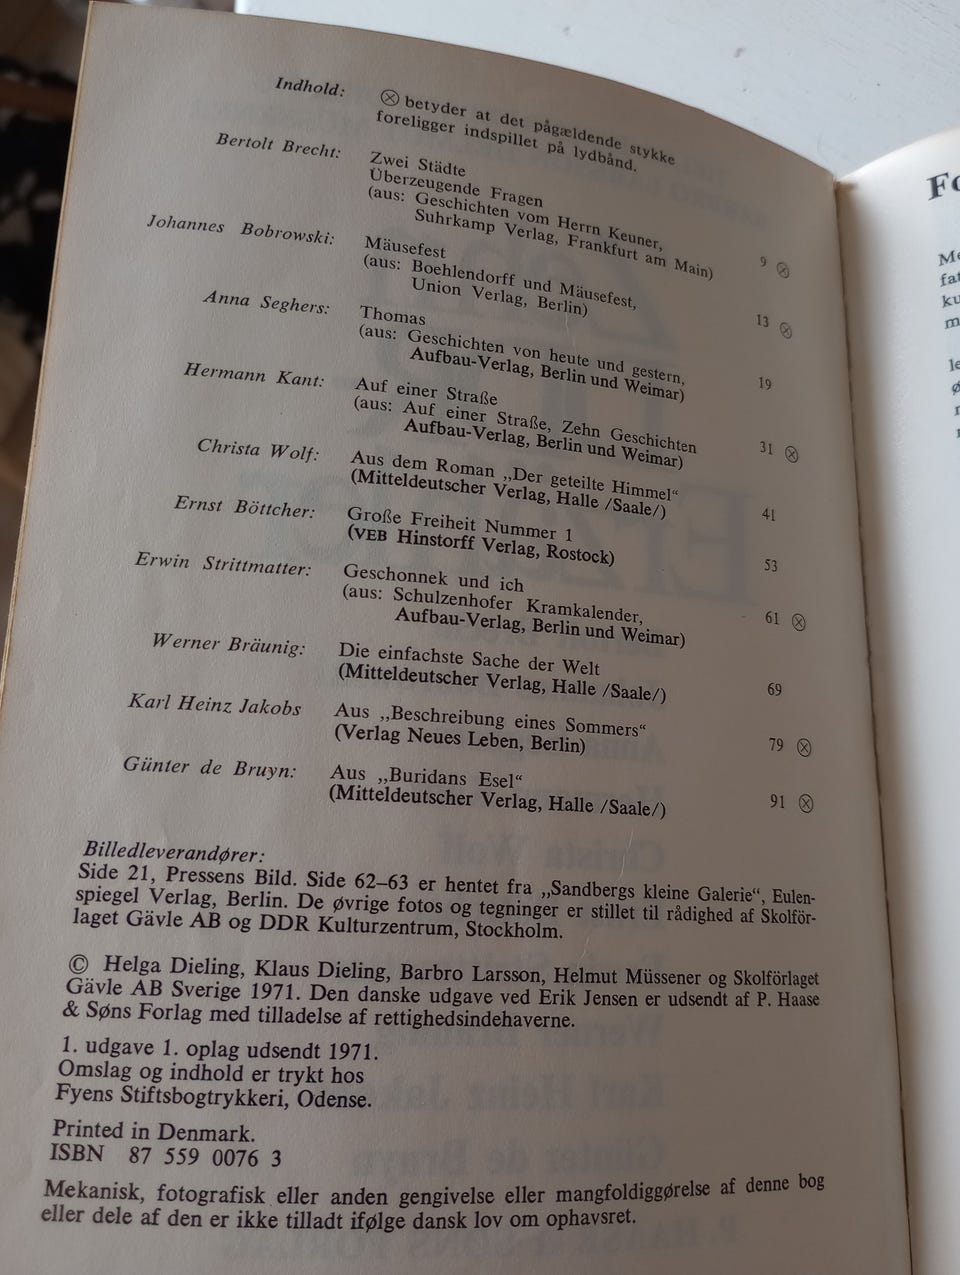 Indhold: ⓧ betyder at det pågældende stykke
foreligger indspillet på lydbånd.
Bertolt Brecht: Zwei Städte
Überzeugende Fragen
(aus: Geschichten vom Herrn Keuner,
Suhrkamp Verlag, Frankfurt am Main) 9 ⓧ
Johannes Bobrowski: Mäusefest
(aus: Boehlendorff und Mäusefest,
Union Verlag, Berlin) 13 ⓧ
Anna Seghers: Thomas
(aus: Geschichten von heute und gestern,
Aufbau-Verlag, Berlin und Weimar) 19
Hermann Kant: Auf einer Straße
(aus: Auf einer Straße, Zehn Geschichten
Aufbau-Verlag, Berlin und Weimar) 31 ⓧ
Christa Wolf: Aus dem Roman „Der geteilte Himmel“
(Mitteldeutscher Verlag, Halle /Saale/) 41
Ernst Böttcher: Große Freiheit Nummer 1
(VEB Hinstorff Verlag, Rostock) 53
Erwin Strittmatter: Geschonnek und ich
(aus: Schulzenhofer Kramkalender,
Aufbau-Verlag, Berlin und Weimar) 61 ⓧ
Werner Bräunig: Die einfachste Sache der Welt
(Mitteldeutscher Verlag, Halle /Saale/) 69
Karl Heinz Jakobs Aus „Beschreibung eines Sommers“
(Verlag Neues Leben, Berlin) 79 ⓧ
Günter de Bruyn: Aus „Buridans Esel“
(Mitteldeutscher Verlag, Halle /Saale/) 91 ⓧ
Billedleverandører:
Side 21, Pressens Bild. Side 62–63 er hentet fra „Sandbergs kleine Galerie“, Eulen-
spiegel Verlag, Berlin. De øvrige fotos og tegninger er stillet til rådighed af Skolför-
laget Gävle AB og DDR Kulturzentrum, Stockholm.
© Helga Dieling, Klaus Dieling, Barbro Larsson, Helmut Müssener og Skolförlaget
Gävle AB Sverige 1971. Den danske udgave ved Erik Jensen er udsendt af P. Haase
& Søns Forlag med tilladelse af rettighedsindehaverne.
1. udgave 1. oplag udsendt 1971.
Omslag og indhold er trykt hos
Fyens Stiftsbogtrykkeri, Odense.
Printed in Denmark.
ISBN 87 559 0076 3
Mekanisk, fotografisk eller anden gengivelse eller mangfoldiggørelse af denne bog
eller dele af den er ikke tilladt ifølge dansk lov om ophavsret.